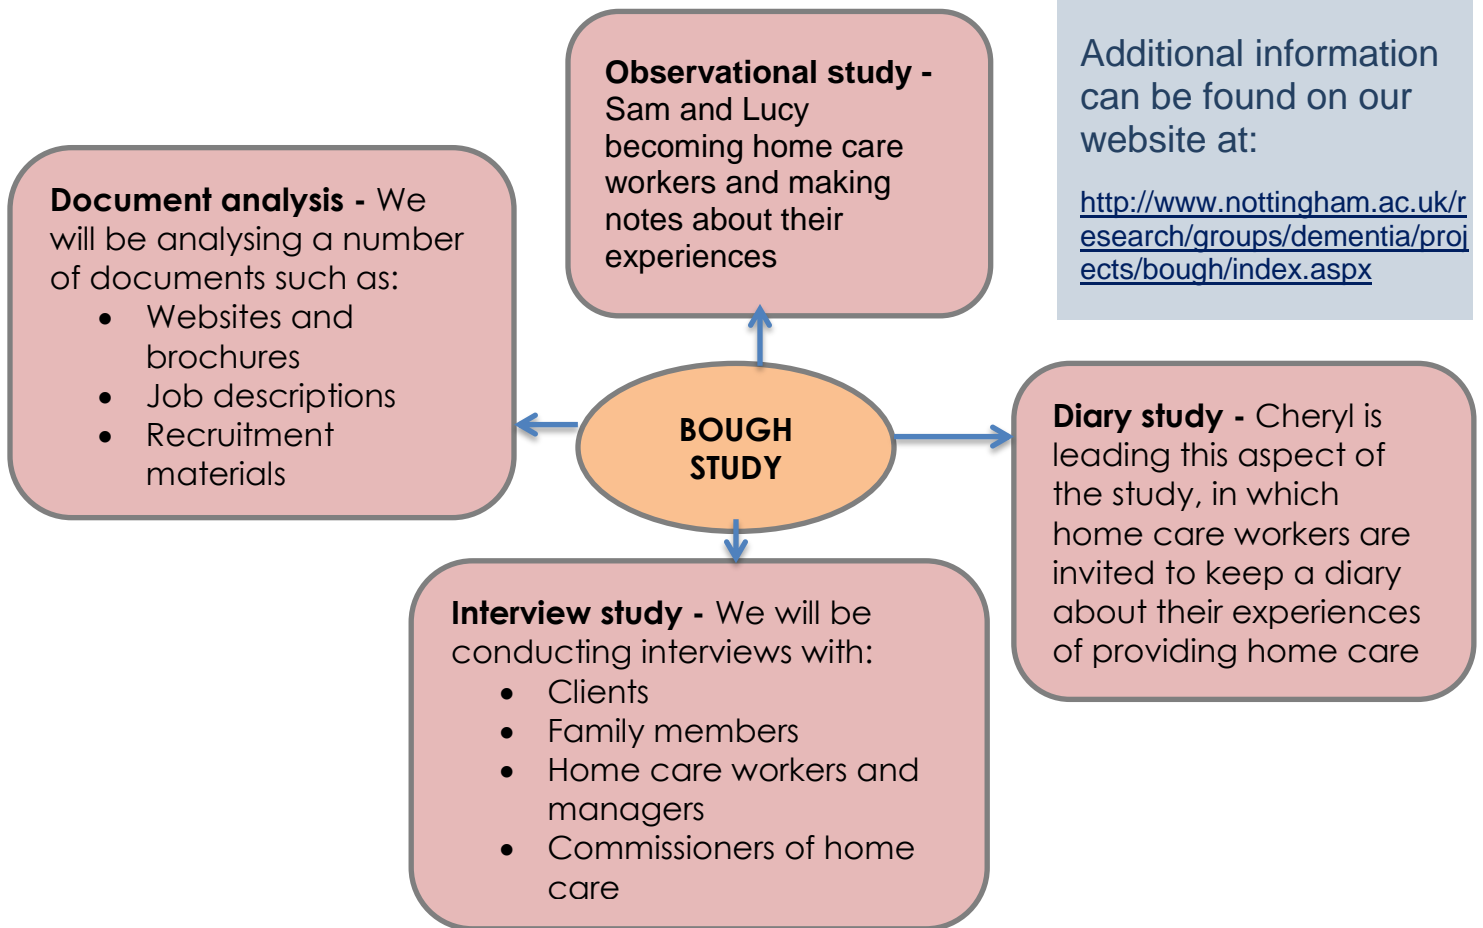 Observational study -
Sam and Lucy
becoming home care
workers and making
notes about their
experiences
Additional information
can be found on our
website at:
http://www.nottingham.ac.uk/r
esearch/groups/dementia/proj
ects/bough/index.aspx
Document analysis - We
will be analysing a number
of documents such as:
• Websites and
brochures
• Job descriptions
• Recruitment
materials
BOUGH
STUDY
Diary study - Cheryl is
leading this aspect of
the study, in which
home care workers are
invited to keep a diary
about their experiences
of providing home care
Interview study - We will be
conducting interviews with:
• Clients
• Family members
• Home care workers and
managers
• Commissioners of home
care